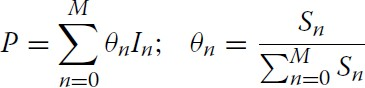 P = \sum_{n=0}^{M} \theta_n I_n; \quad \theta_n = \frac{S_n}{\sum_{n=0}^{M} S_n}